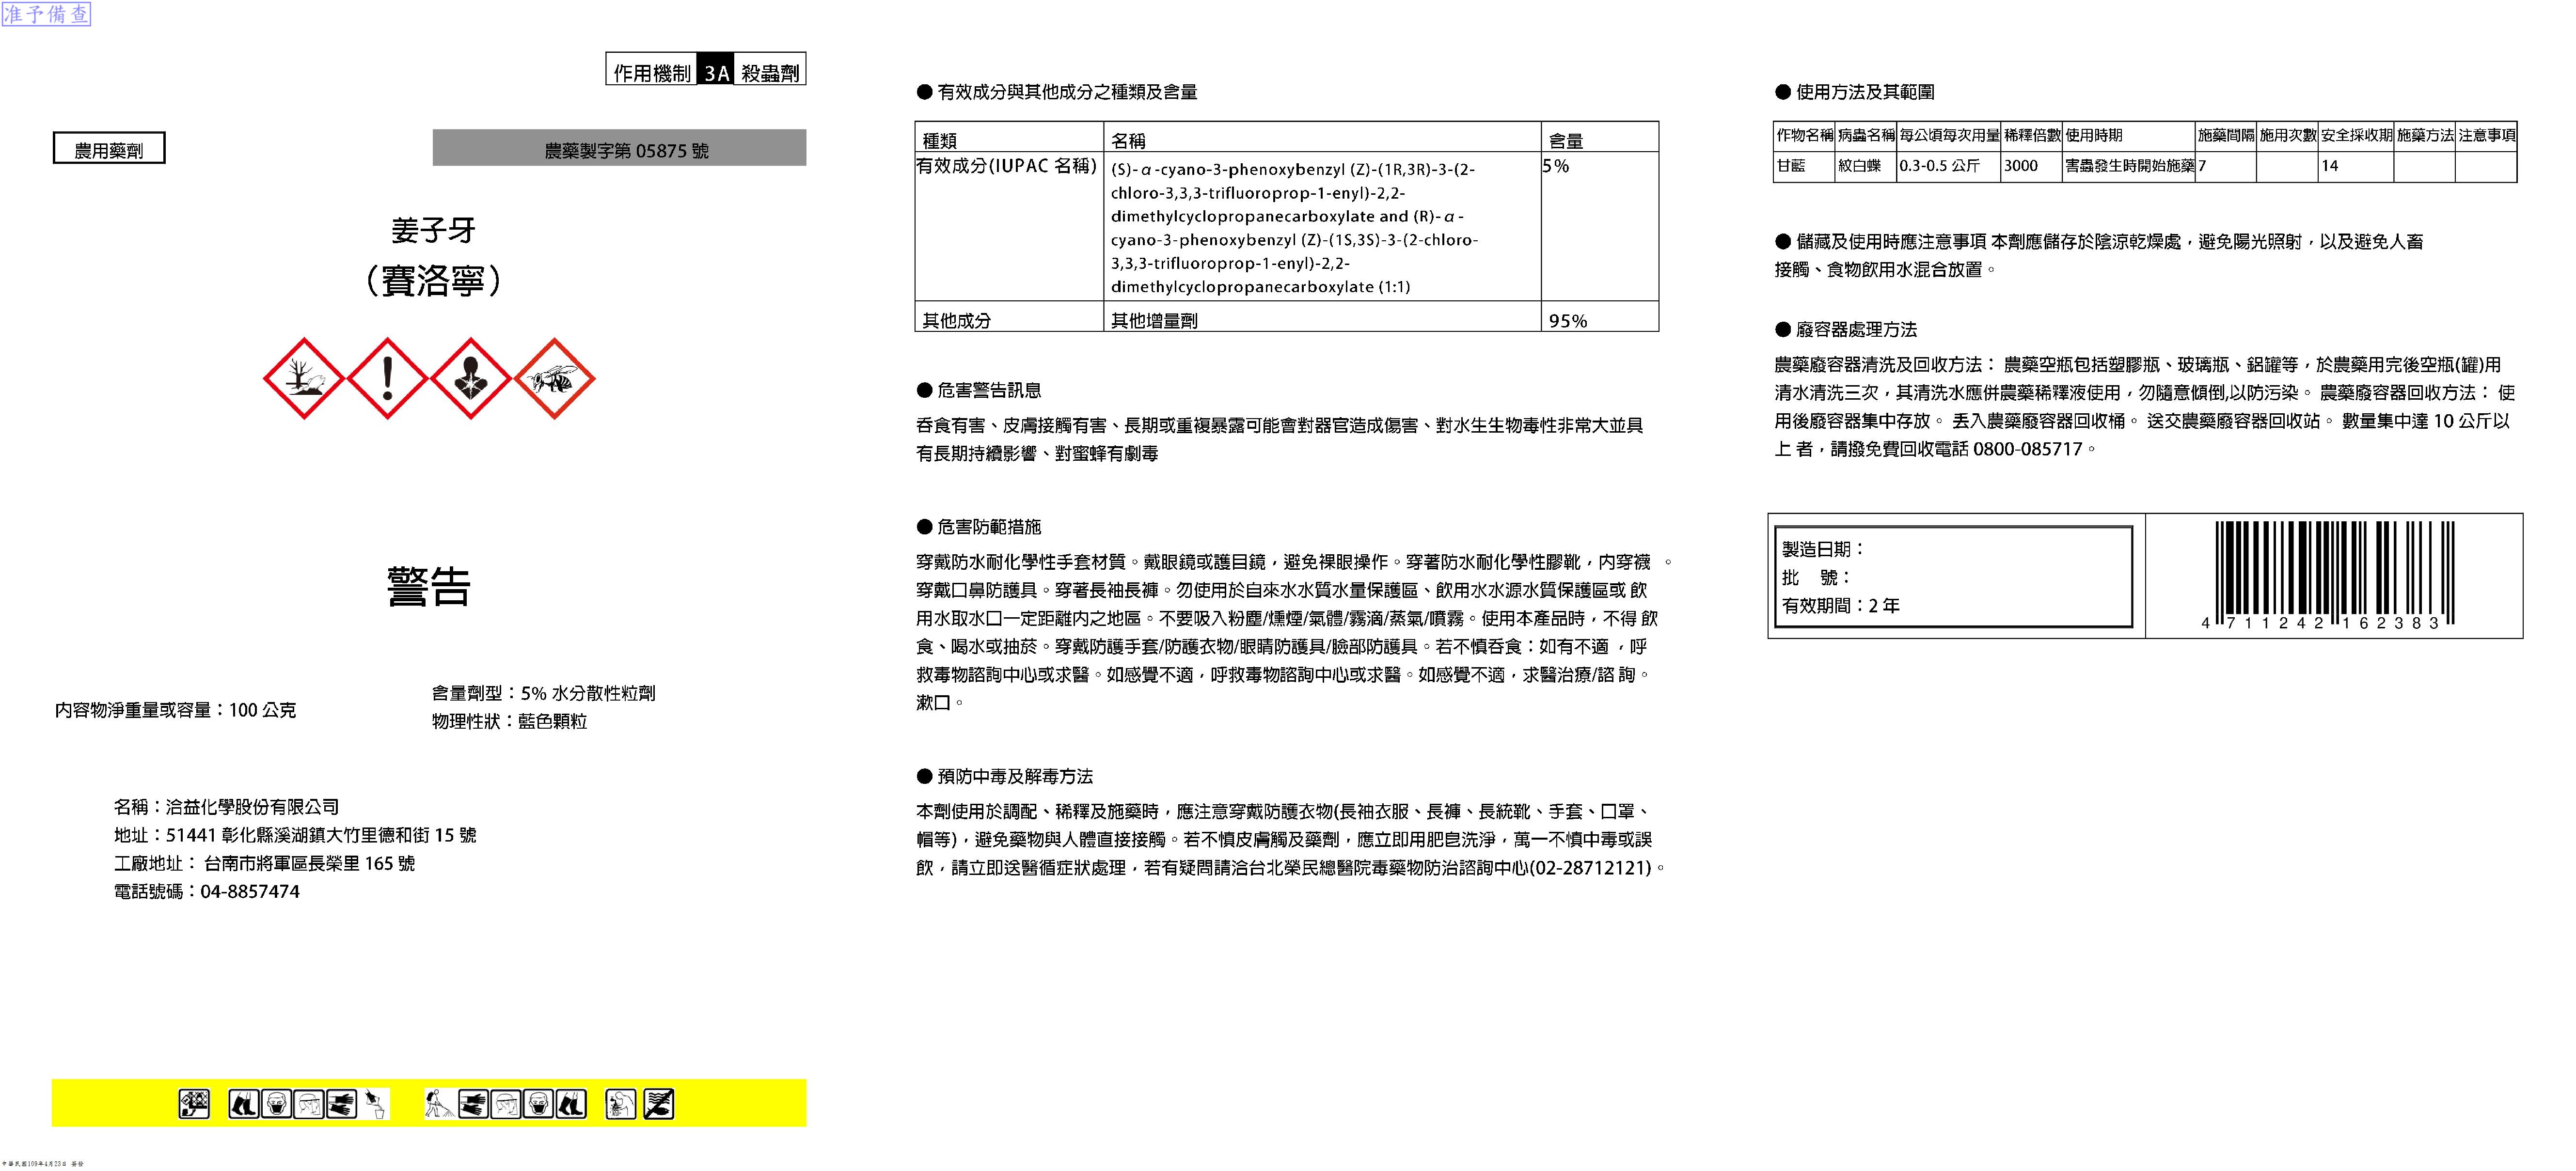 准予備查
作用機制 3A 殺蟲劑
農用藥劑
農藥製字第 05875 號
姜子牙
（賽洛寧）
警告
內容物淨重量或容量：100 公克
含量劑型：5% 水分散性粒劑
物理性狀：藍色顆粒
名稱：洽益化學股份有限公司
地址：51441 彰化縣溪湖鎮大竹里德和街 15 號
工廠地址： 台南市將軍區長榮里 165 號
電話號碼：04-8857474
中華民國109年4月23日 簽發
● 有效成分與其他成分之種類及含量
種類 名稱 含量
有效成分(IUPAC 名稱) (S)-α-cyano-3-phenoxybenzyl (Z)-(1R,3R)-3-(2- 5%
chloro-3,3,3-trifluoroprop-1-enyl)-2,2-
dimethylcyclopropanecarboxylate and (R)-α-
cyano-3-phenoxybenzyl (Z)-(1S,3S)-3-(2-chloro-
3,3,3-trifluoroprop-1-enyl)-2,2-
dimethylcyclopropanecarboxylate (1:1)
其他成分 其他增量劑 95%
● 危害警告訊息
吞食有害、皮膚接觸有害、長期或重複暴露可能會對器官造成傷害、對水生生物毒性非常大並具
有長期持續影響、對蜜蜂有劇毒
● 危害防範措施
穿戴防水耐化學性手套材質。戴眼鏡或護目鏡，避免裸眼操作。穿著防水耐化學性膠靴，內穿襪 。
穿戴口鼻防護具。穿著長袖長褲。勿使用於自來水水質水量保護區、飲用水水源水質保護區或 飲
用水取水口一定距離內之地區。不要吸入粉塵/燻煙/氣體/霧滴/蒸氣/噴霧。使用本產品時，不得 飲
食、喝水或抽菸。穿戴防護手套/防護衣物/眼睛防護具/臉部防護具。若不慎吞食：如有不適 ，呼
救毒物諮詢中心或求醫。如感覺不適，呼救毒物諮詢中心或求醫。如感覺不適，求醫治療/諮 詢。
漱口。
● 預防中毒及解毒方法
本劑使用於調配、稀釋及施藥時，應注意穿戴防護衣物(長袖衣服、長褲、長統靴、手套、口罩、
帽等)，避免藥物與人體直接接觸。若不慎皮膚觸及藥劑，應立即用肥皂洗淨，萬一不慎中毒或誤
飲，請立即送醫循症狀處理，若有疑問請洽台北榮民總醫院毒藥物防治諮詢中心(02-28712121)。
● 使用方法及其範圍
作物名稱 病蟲名稱 每公頃每次用量 稀釋倍數 使用時期 施藥間隔 施用次數 安全採收期 施藥方法 注意事項
甘藍 紋白蝶 0.3-0.5 公斤 3000 害蟲發生時開始施藥 7 14
● 儲藏及使用時應注意事項 本劑應儲存於陰涼乾燥處，避免陽光照射，以及避免人畜
接觸、食物飲用水混合放置。
● 廢容器處理方法
農藥廢容器清洗及回收方法： 農藥空瓶包括塑膠瓶、玻璃瓶、鋁罐等，於農藥用完後空瓶(罐)用
清水清洗三次，其清洗水應併農藥稀釋液使用，勿隨意傾倒,以防污染。 農藥廢容器回收方法： 使
用後廢容器集中存放。 丟入農藥廢容器回收桶。 送交農藥廢容器回收站。 數量集中達 10 公斤以
上 者，請撥免費回收電話 0800-085717。
製造日期：
批 號：
有效期間：2 年
4 711242 162383